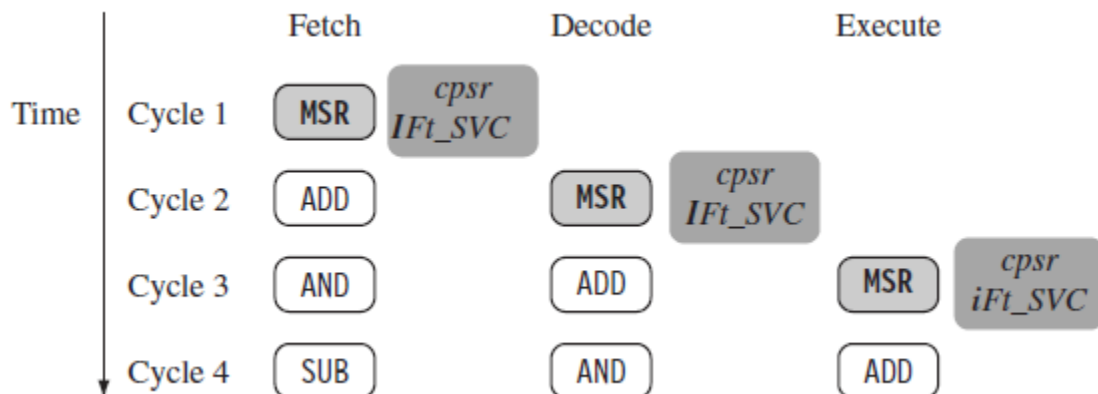 Fetch Decode Execute
Time Cycle 1 MSR cpsr IFt_SVC
Cycle 2 ADD MSR cpsr IFt_SVC
Cycle 3 AND ADD MSR cpsr iFt_SVC
Cycle 4 SUB AND ADD